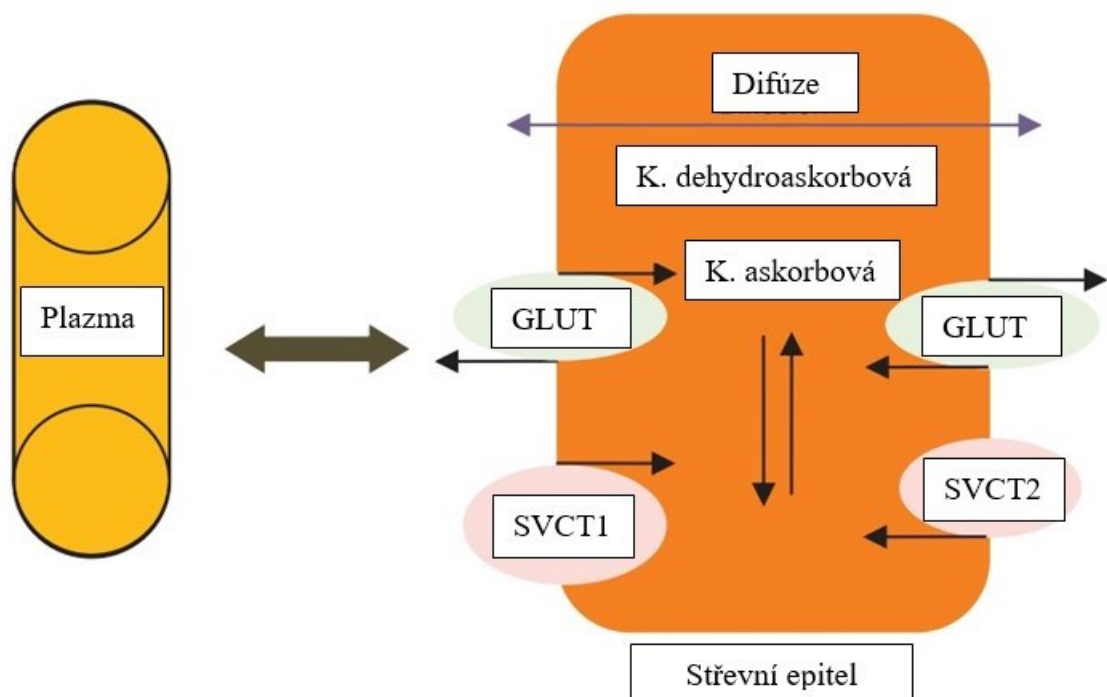 Difúze
K. dehydroaskorbová
K. askorbová
Plazma
GLUT
GLUT
SVCT1
SVCT2
Střevní epitel